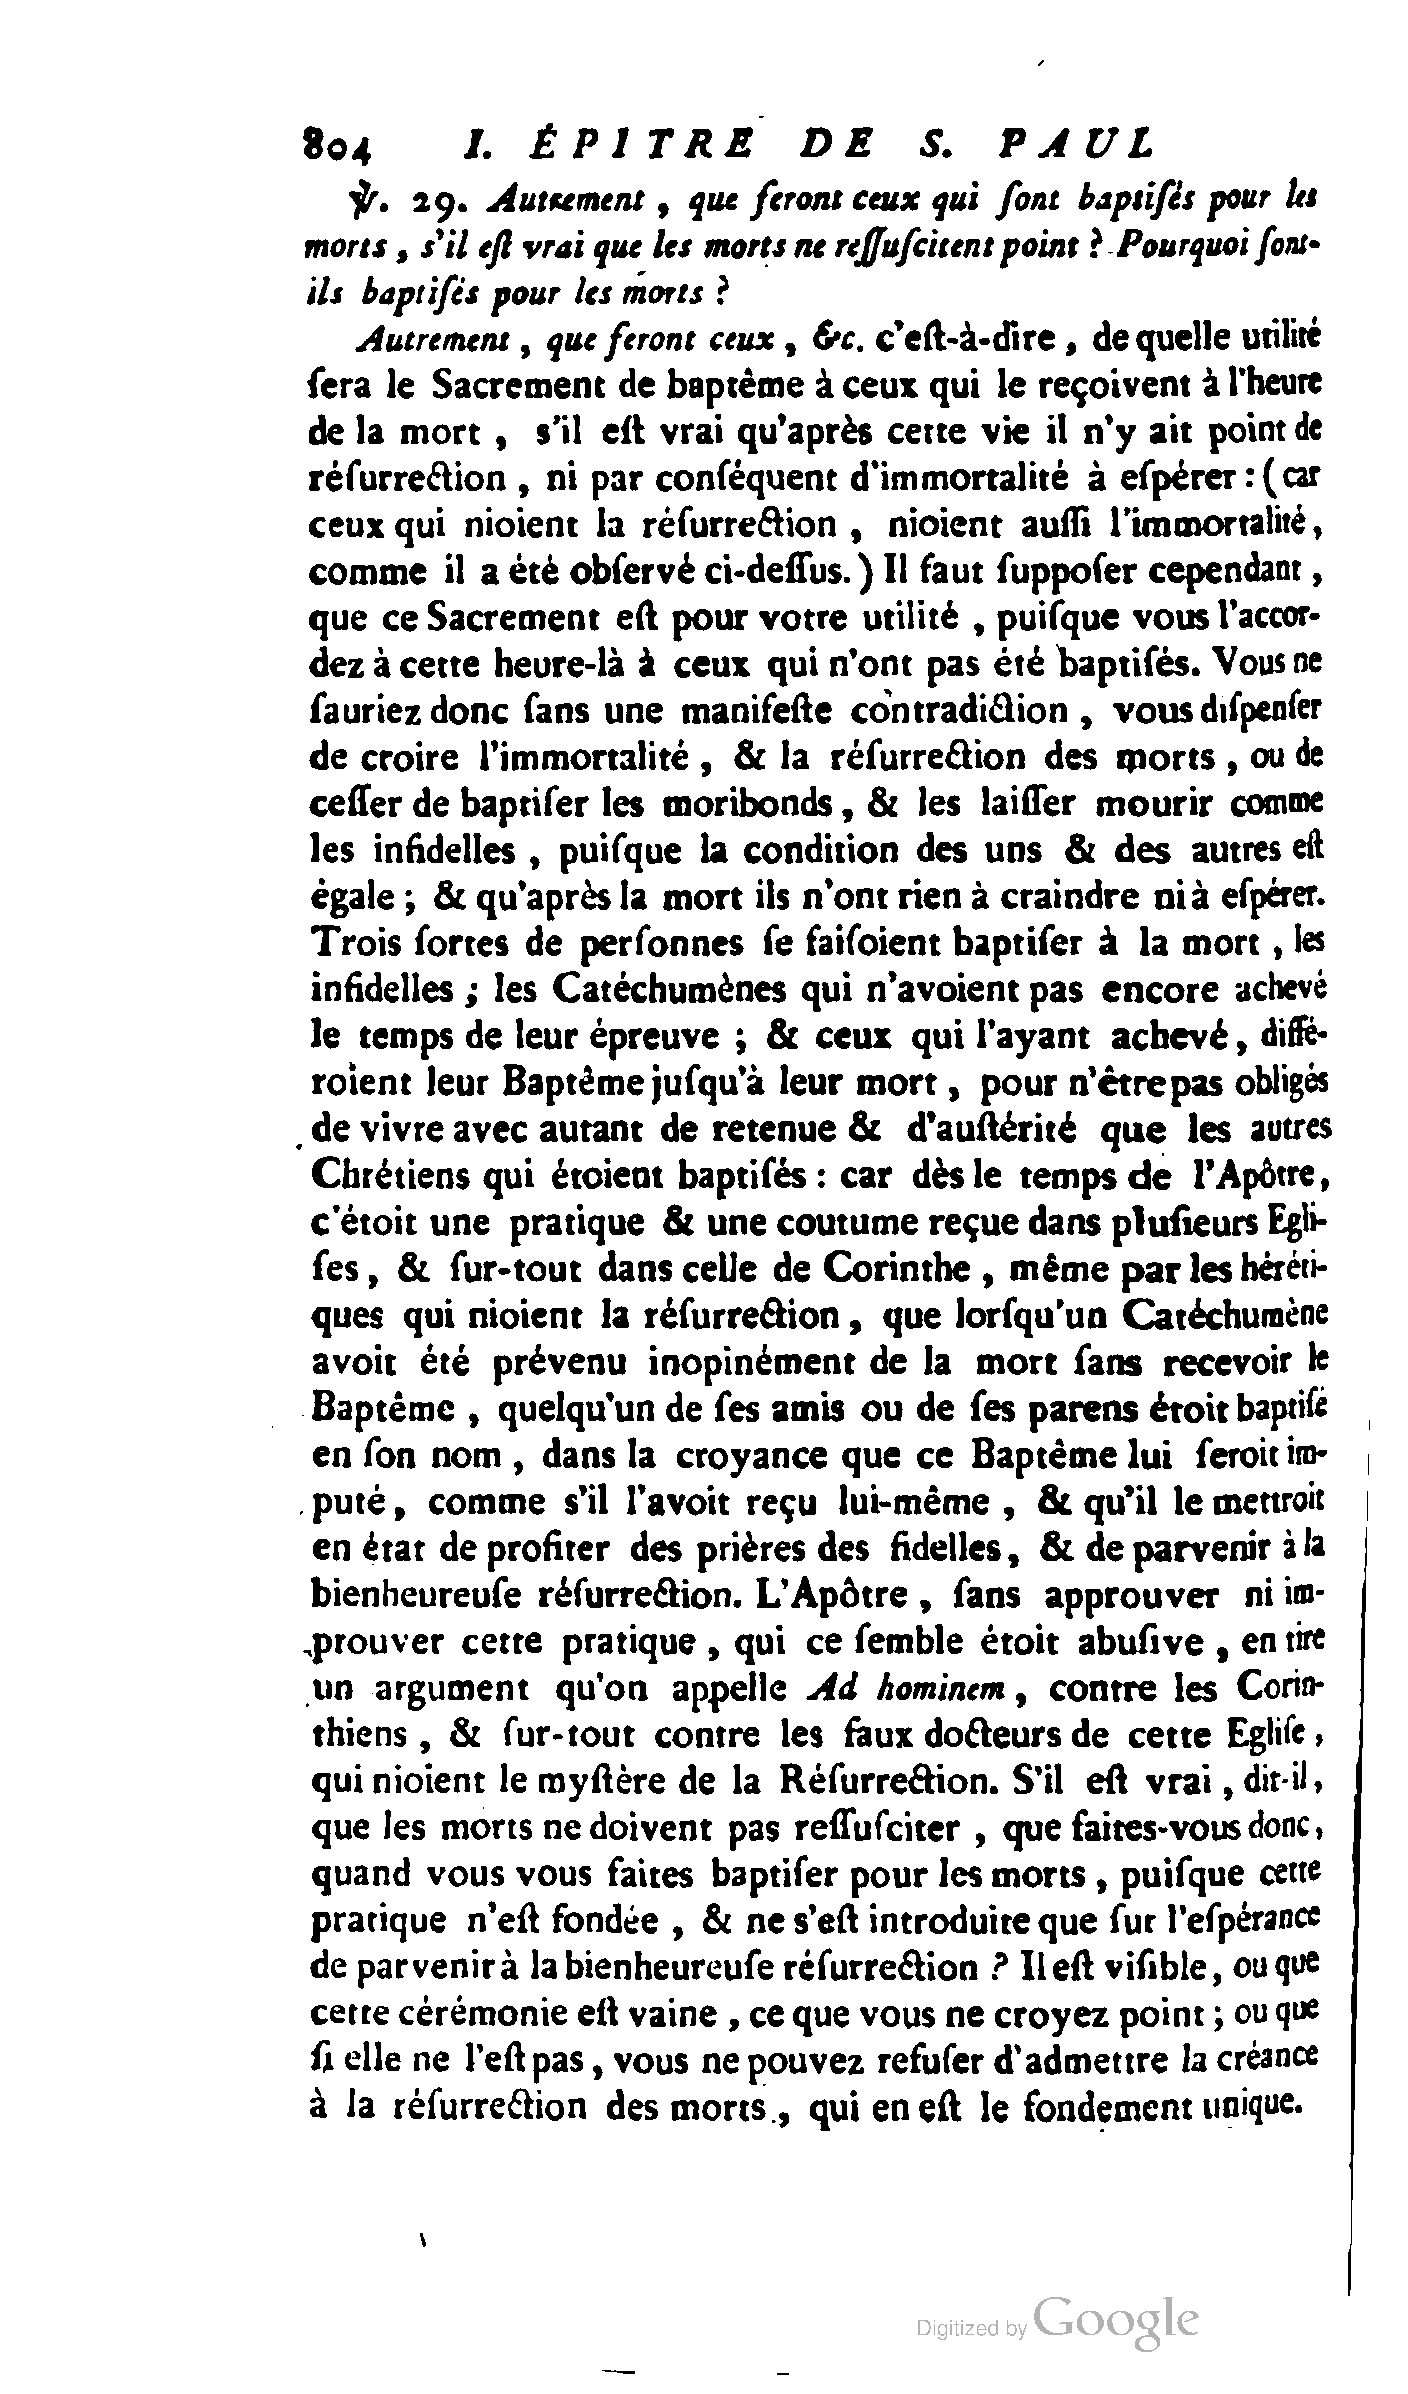 804 I. ÉPITRE DE S. PAUL
℣. 29. Autrement, que feront ceux qui ſont baptiſés pour les
morts, s'il eſt vrai que les morts ne reſſuſcitent point ? Pourquoi ſont-
ils baptiſés pour les morts ?
Autrement, que feront ceux, &c. c'eſt-à-dire, de quelle utilité
ſera le Sacrement de baptême à ceux qui le reçoivent à l'heure
de la mort, s'il eſt vrai qu'après cette vie il n'y ait point de
réſurrection, ni par conſéquent d'immortalité à eſpérer : (car
ceux qui nioient la réſurrection, nioient auſſi l'immortalité,
comme il a été obſervé ci-deſſus.) Il faut ſuppoſer cependant,
que ce Sacrement eſt pour votre utilité, puiſque vous l'accor-
dez à cette heure-là à ceux qui n'ont pas été baptiſés. Vous ne
ſauriez donc ſans une manifeſte contradiction, vous diſpenſer
de croire l'immortalité, & la réſurrection des morts, ou de
ceſſer de baptiſer les moribonds, & les laiſſer mourir comme
les infidelles, puiſque la condition des uns & des autres eſt
égale ; & qu'après la mort ils n'ont rien à craindre ni à eſpérer.
Trois ſortes de perſonnes ſe faiſoient baptiſer à la mort, les
infidelles ; les Catéchumènes qui n'avoient pas encore achevé
le temps de leur épreuve ; & ceux qui l'ayant achevé, diffé-
roient leur Baptême juſqu'à leur mort, pour n'être pas obligés
de vivre avec autant de retenue & d'auſtérité que les autres
Chrétiens qui étoient baptiſés : car dès le temps de l'Apôtre,
c'étoit une pratique & une coutume reçue dans pluſieurs Egli-
ſes, & ſur-tout dans celle de Corinthe, même par les héréti-
ques qui nioient la réſurrection, que lorſqu'un Catéchumène
avoit été prévenu inopinément de la mort ſans recevoir le
Baptême, quelqu'un de ſes amis ou de ſes parens étoit baptiſé
en ſon nom, dans la croyance que ce Baptême lui ſeroit im-
puté, comme s'il l'avoit reçu lui-même, & qu'il le mettroit
en état de profiter des prières des fidelles, & de parvenir à la
bienheureuſe réſurrection. L'Apôtre, ſans approuver ni im-
prouver cette pratique, qui ce ſemble étoit abuſive, en tire
un argument qu'on appelle Ad hominem, contre les Corin-
thiens, & ſur-tout contre les faux docteurs de cette Egliſe,
qui nioient le myſtère de la Réſurrection. S'il eſt vrai, dit-il,
que les morts ne doivent pas reſſuſciter, que faites-vous donc,
quand vous vous faites baptiſer pour les morts, puiſque cette
pratique n'eſt fondée, & ne s'eſt introduite que ſur l'eſpérance
de parvenir à la bienheureuſe réſurrection ? Il eſt viſible, ou que
cette cérémonie eſt vaine, ce que vous ne croyez point ; ou que
ſi elle ne l'eſt pas, vous ne pouvez refuſer d'admettre la créance
à la réſurrection des morts, qui en eſt le fondement unique.
Digitized by Google